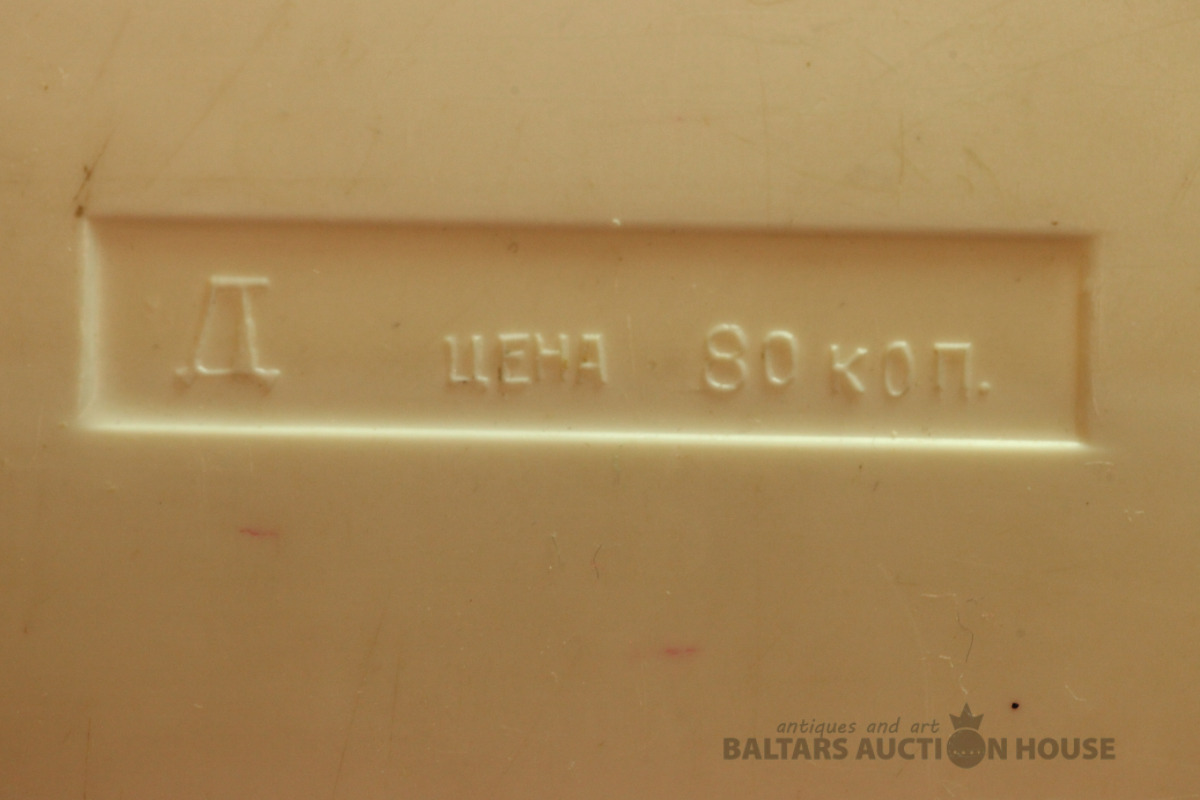 Д ЦЕНА 80 КОП.
antiques and art
BALTARS AUCTION HOUSE